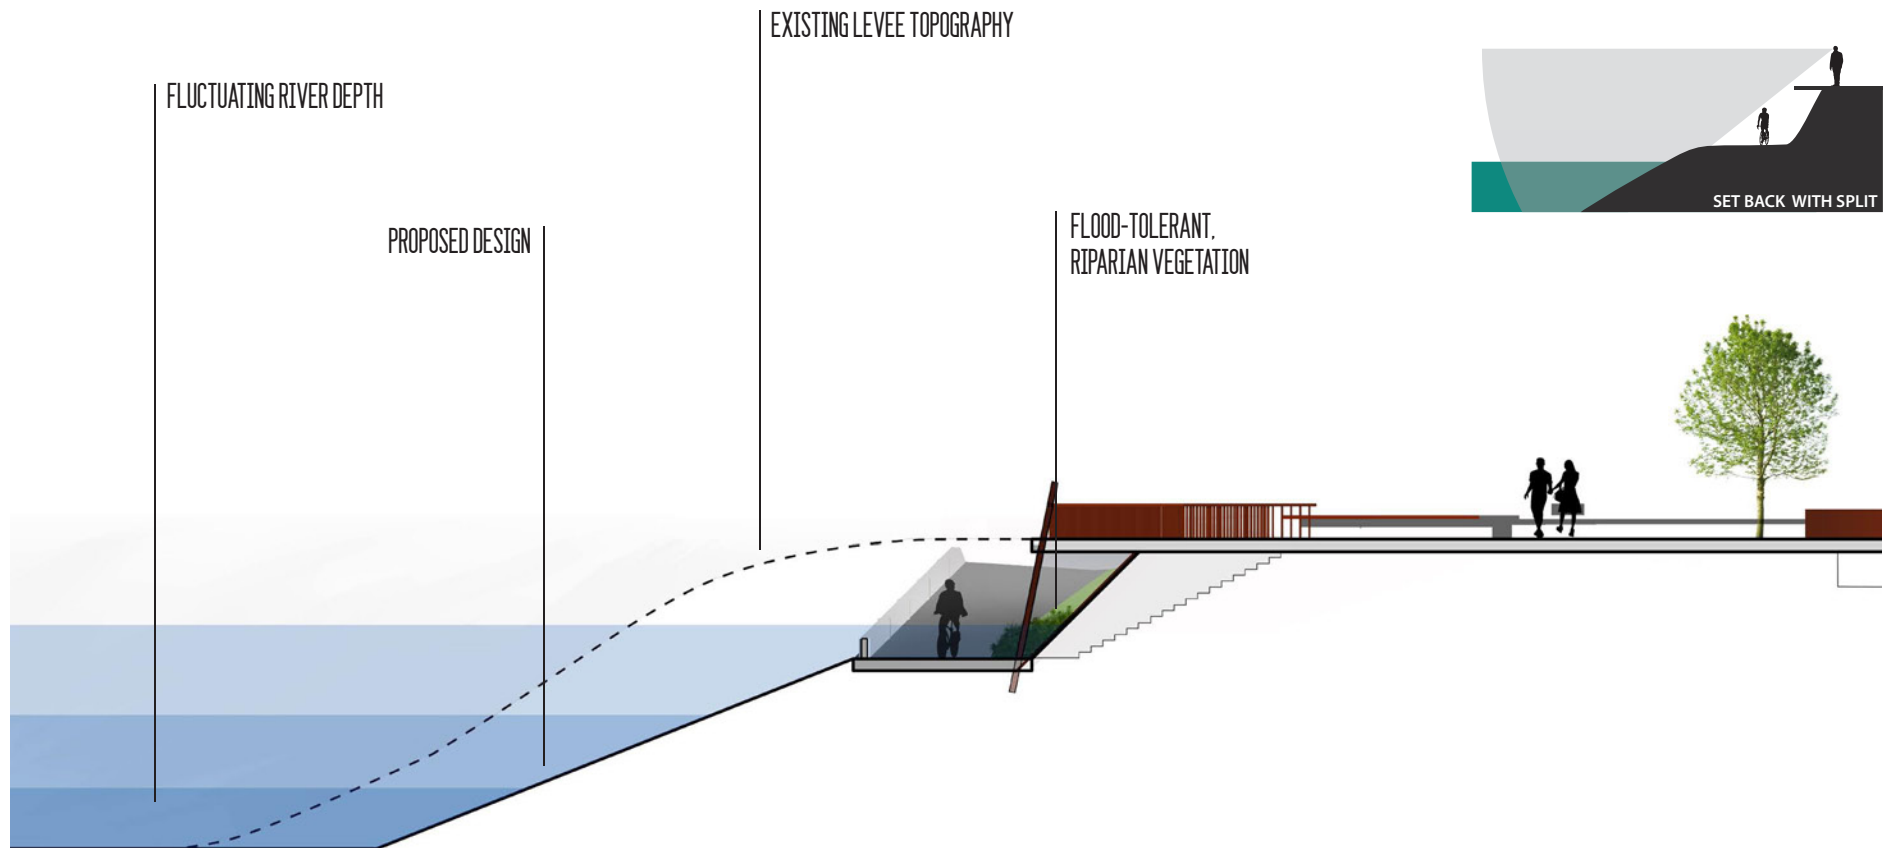 EXISTING LEVEE TOPOGRAPHY
FLUCTUATING RIVER DEPTH
SET BACK WITH SPLIT
PROPOSED DESIGN
FLOOD-TOLERANT,
RIPARIAN VEGETATION